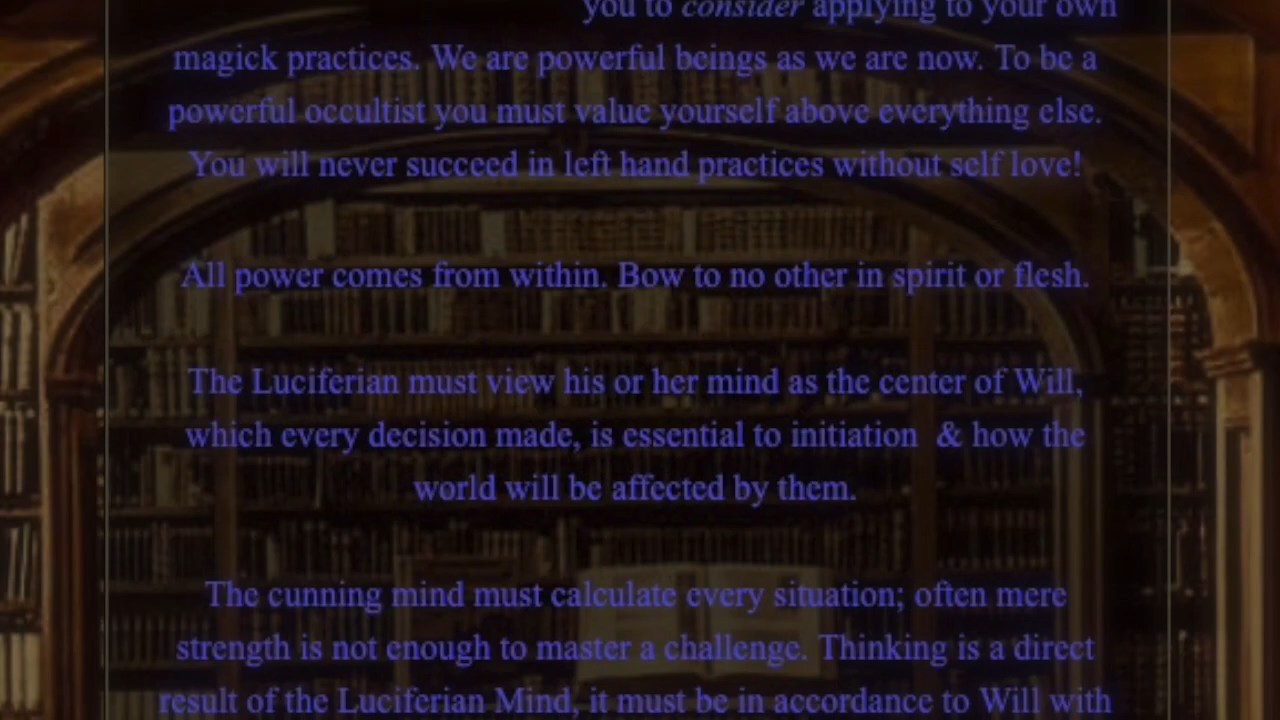 you to consider applying to your own
magick practices. We are powerful beings as we are now. To be a
powerful occultist you must value yourself above everything else.
You will never succeed in left hand practices without self love!
All power comes from within. Bow to no other in spirit or flesh.
The Luciferian must view his or her mind as the center of Will,
which every decision made, is essential to initiation & how the
world will be affected by them.
The cunning mind must calculate every situation; often mere
strength is not enough to master a challenge. Thinking is a direct
result of the Luciferian Mind, it must be in accordance to Will with